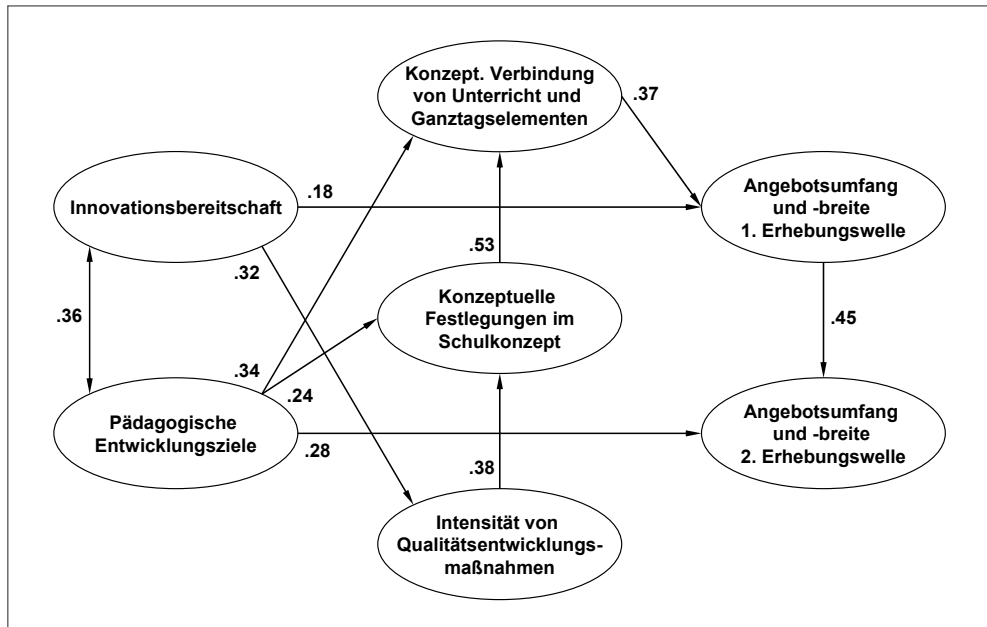 Konzept. Verbindung
von Unterricht und
Ganztagselementen
.37
Innovationsbereitschaft
.18
Angebotsumfang
und -breite
1. Erhebungswelle
.32
.53
.36
Konzeptuelle
Festlegungen im
Schulkonzept
.45
.34
.24
Pädagogische
Entwicklungsziele
.28
Angebotsumfang
und -breite
2. Erhebungswelle
.38
Intensität von
Qualitätsentwicklungs-
maßnahmen